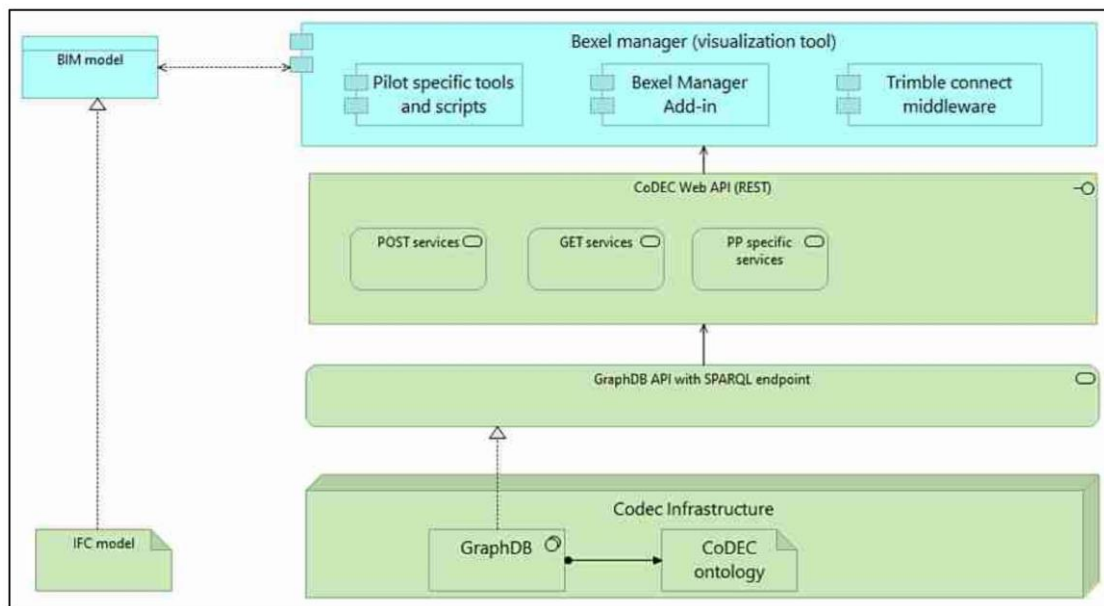 Bexel manager (visualization tool)
BIM model
Pilot specific tools
and scripts
Bexel Manager
Add-in
Trimble connect
middleware
CoDEC Web API (REST)
POST services
GET services
PP specific
services
GraphDB API with SPARQL endpoint
Codec Infrastructure
IFC model
GraphDB
CoDEC
ontology